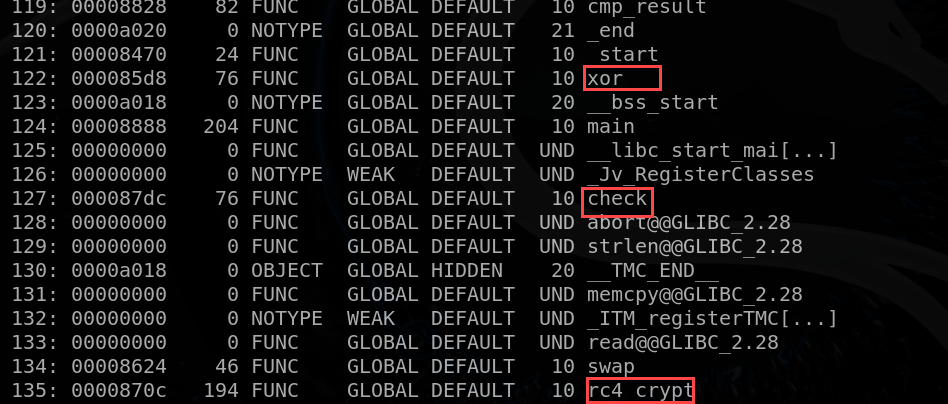 119: 00008828 82 FUNC GLOBAL DEFAULT 10 cmp_result
120: 0000a020 0 NOTYPE GLOBAL DEFAULT 21 _end
121: 00008470 24 FUNC GLOBAL DEFAULT 10 _start
122: 000085d8 76 FUNC GLOBAL DEFAULT 10 xor
123: 0000a018 0 NOTYPE GLOBAL DEFAULT 20 __bss_start
124: 00008888 204 FUNC GLOBAL DEFAULT 10 main
125: 00000000 0 FUNC GLOBAL DEFAULT UND __libc_start_mai[...]
126: 00000000 0 NOTYPE WEAK DEFAULT UND _Jv_RegisterClasses
127: 000087dc 76 FUNC GLOBAL DEFAULT 10 check
128: 00000000 0 FUNC GLOBAL DEFAULT UND abort@@GLIBC_2.28
129: 00000000 0 FUNC GLOBAL DEFAULT UND strlen@@GLIBC_2.28
130: 0000a018 0 OBJECT GLOBAL HIDDEN 20 __TMC_END__
131: 00000000 0 FUNC GLOBAL DEFAULT UND memcpy@@GLIBC_2.28
132: 00000000 0 NOTYPE WEAK DEFAULT UND _ITM_registerTMC[...]
133: 00000000 0 FUNC GLOBAL DEFAULT UND read@@GLIBC_2.28
134: 00008624 46 FUNC GLOBAL DEFAULT 10 swap
135: 0000870c 194 FUNC GLOBAL DEFAULT 10 rc4_crypt